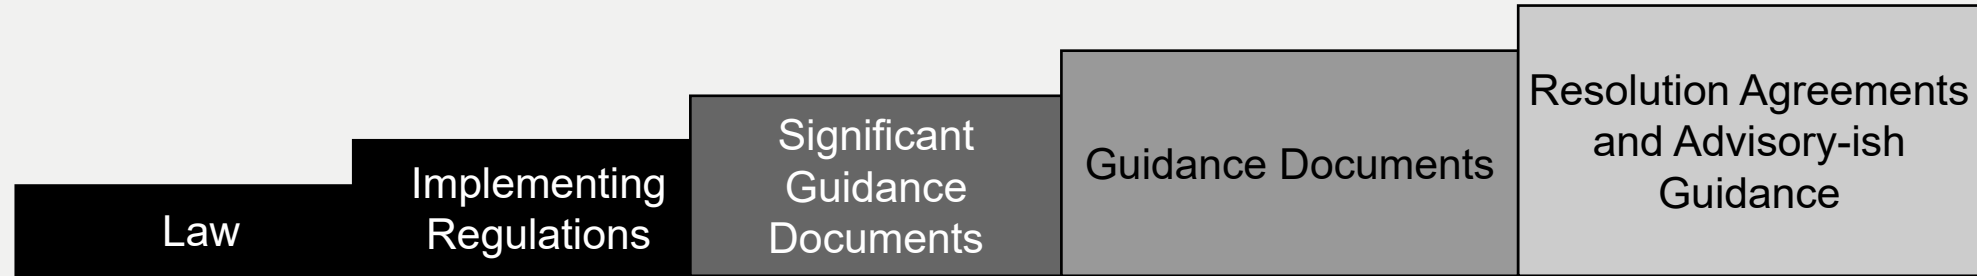 Law
Implementing
Regulations
Significant
Guidance
Documents
Guidance Documents
Resolution Agreements
and Advisory-ish
Guidance